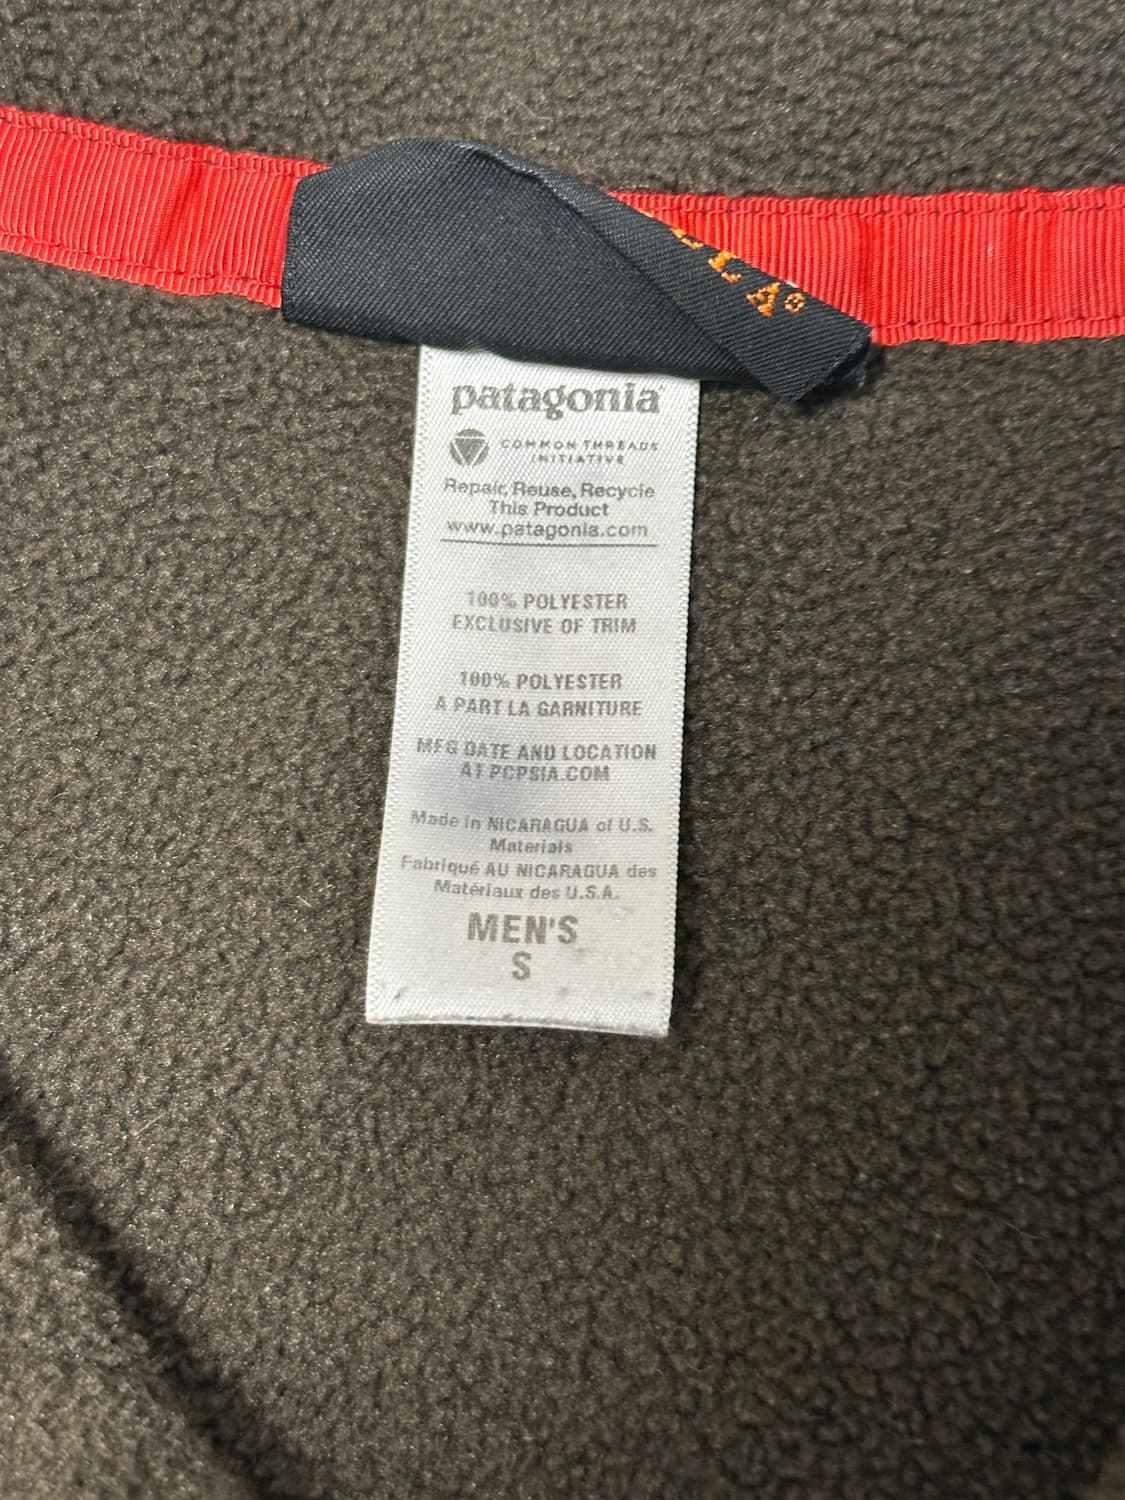 patagonia
COMMON THREADS
INITIATIVE
Repair, Reuse, Recycle
This Product
www.patagonia.com
100% POLYESTER
EXCLUSIVE OF TRIM
100% POLYESTER
A PART LA GARNITURE
MFG DATE AND LOCATION
AT PCPSIA.COM
Made in NICARAGUA of U.S.
Materials
Fabriqué AU NICARAGUA des
Matériaux des U.S.A.
MEN'S
S